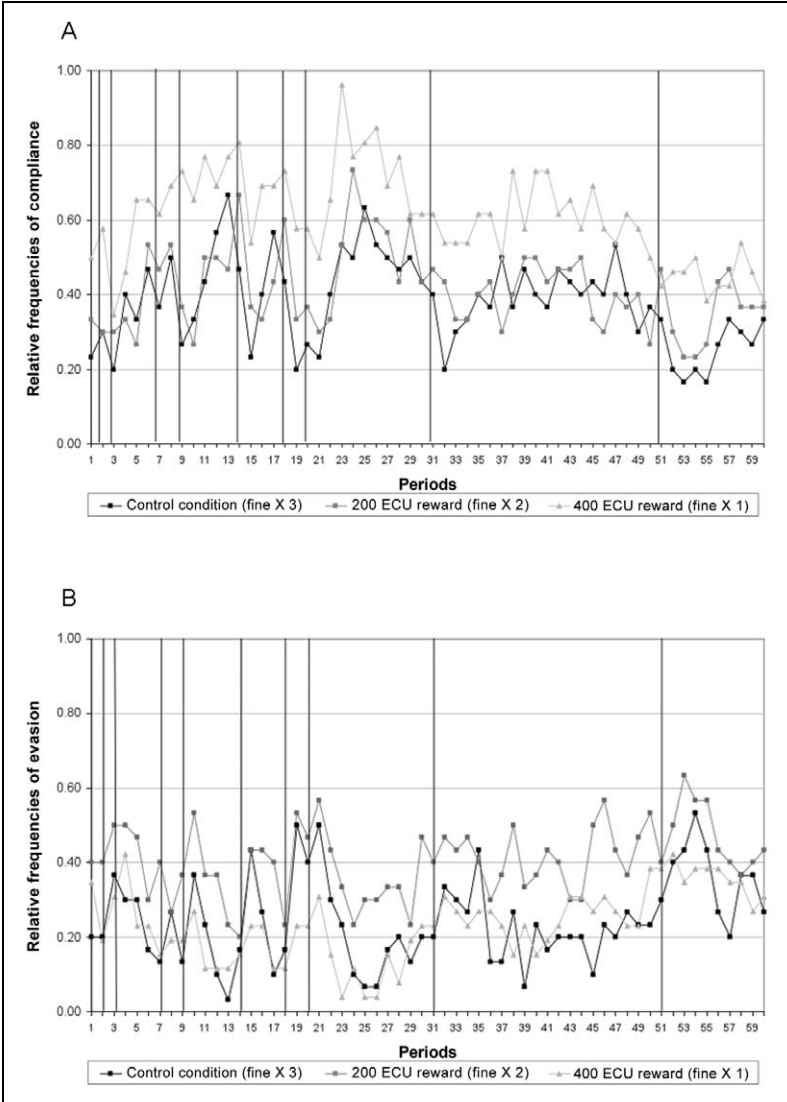 A
Relative frequencies of compliance
1.00
0.80
0.60
0.40
0.20
0.00
1 3 5 7 9 11 13 15 17 19 21 23 25 27 29 31 33 35 37 39 41 43 45 47 49 51 53 55 57 59
Periods
Control condition (fine X 3) 200 ECU reward (fine X 2) 400 ECU reward (fine X 1)
B
Relative frequencies of evasion
1.00
0.80
0.60
0.40
0.20
0.00
1 3 5 7 9 11 13 15 17 19 21 23 25 27 29 31 33 35 37 39 41 43 45 47 49 51 53 55 57 59
Periods
Control condition (fine X 3) 200 ECU reward (fine X 2) 400 ECU reward (fine X 1)